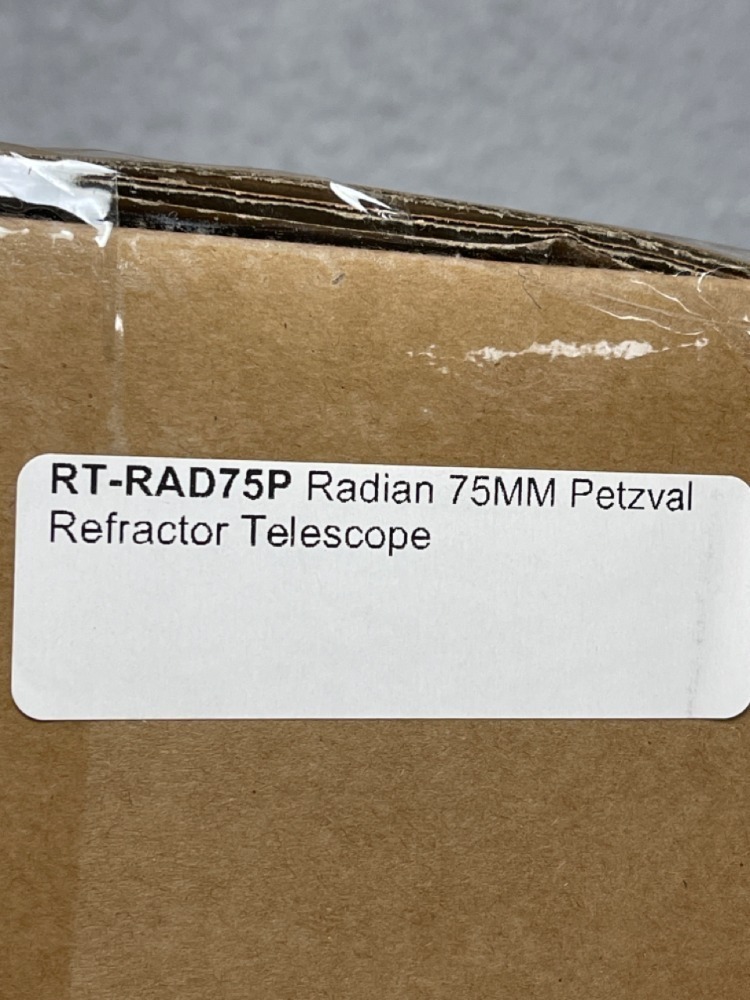 RT-RAD75P Radian 75MM Petzval
Refractor Telescope